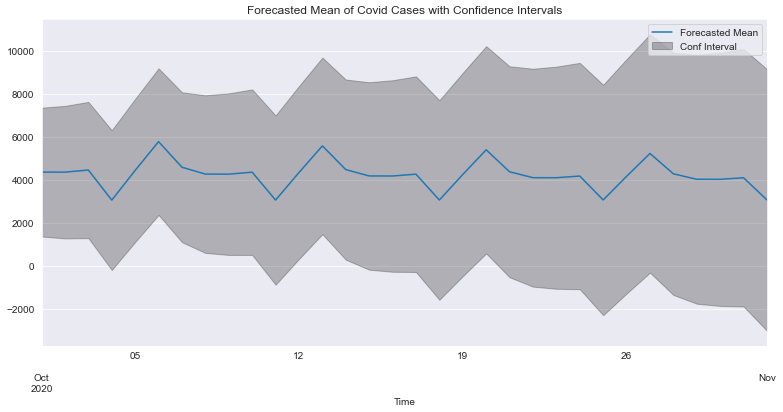 Forecasted Mean of Covid Cases with Confidence Intervals
Forecasted Mean
Conf Interval
10000
8000
6000
4000
2000
0
−2000
05
12
19
26
Oct
2020
Nov
Time